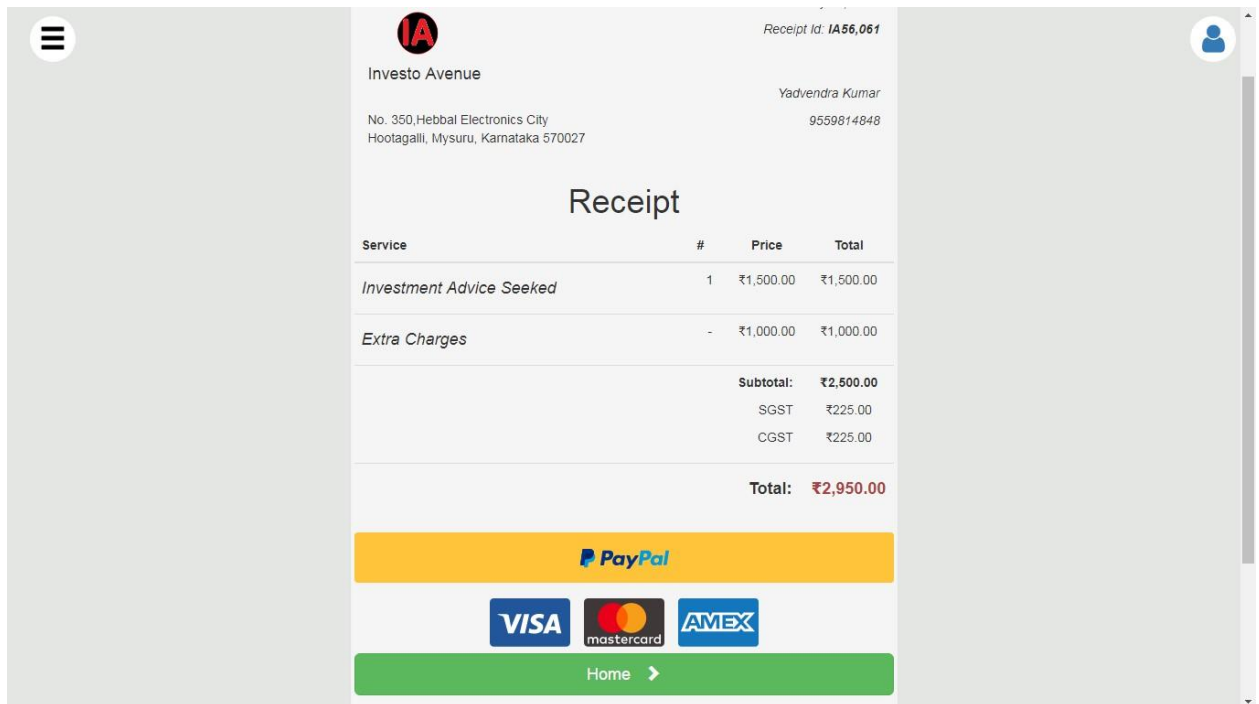 IA
Receipt Id: IA56,061
Investo Avenue
Yadvendra Kumar
No. 350,Hebbal Electronics City
9559814848
Hootagalli, Mysuru, Karnataka 570027
Receipt
Service # Price Total
Investment Advice Seeked 1 ₹1,500.00 ₹1,500.00
Extra Charges - ₹1,000.00 ₹1,000.00
Subtotal: ₹2,500.00
SGST ₹225.00
CGST ₹225.00
Total: ₹2,950.00
PayPal
VISA mastercard AMEX
Home